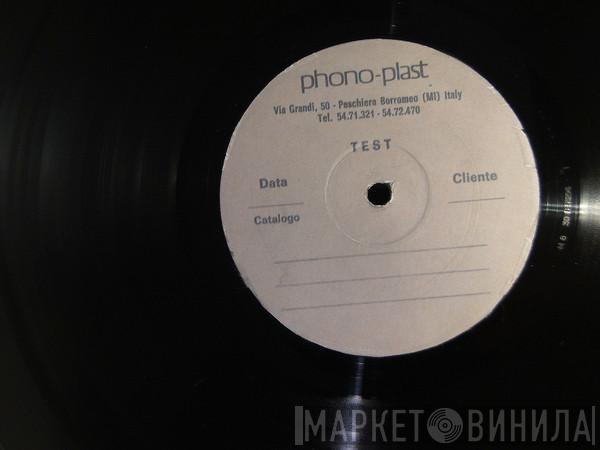 phono-plast
Via Grandi, 50 - Peschiera Borromeo (MI) Italy
Tel. 54.71.321 - 54.72.470
TEST
Data
Cliente
Catalogo
МАРКЕТ ВИНИЛА